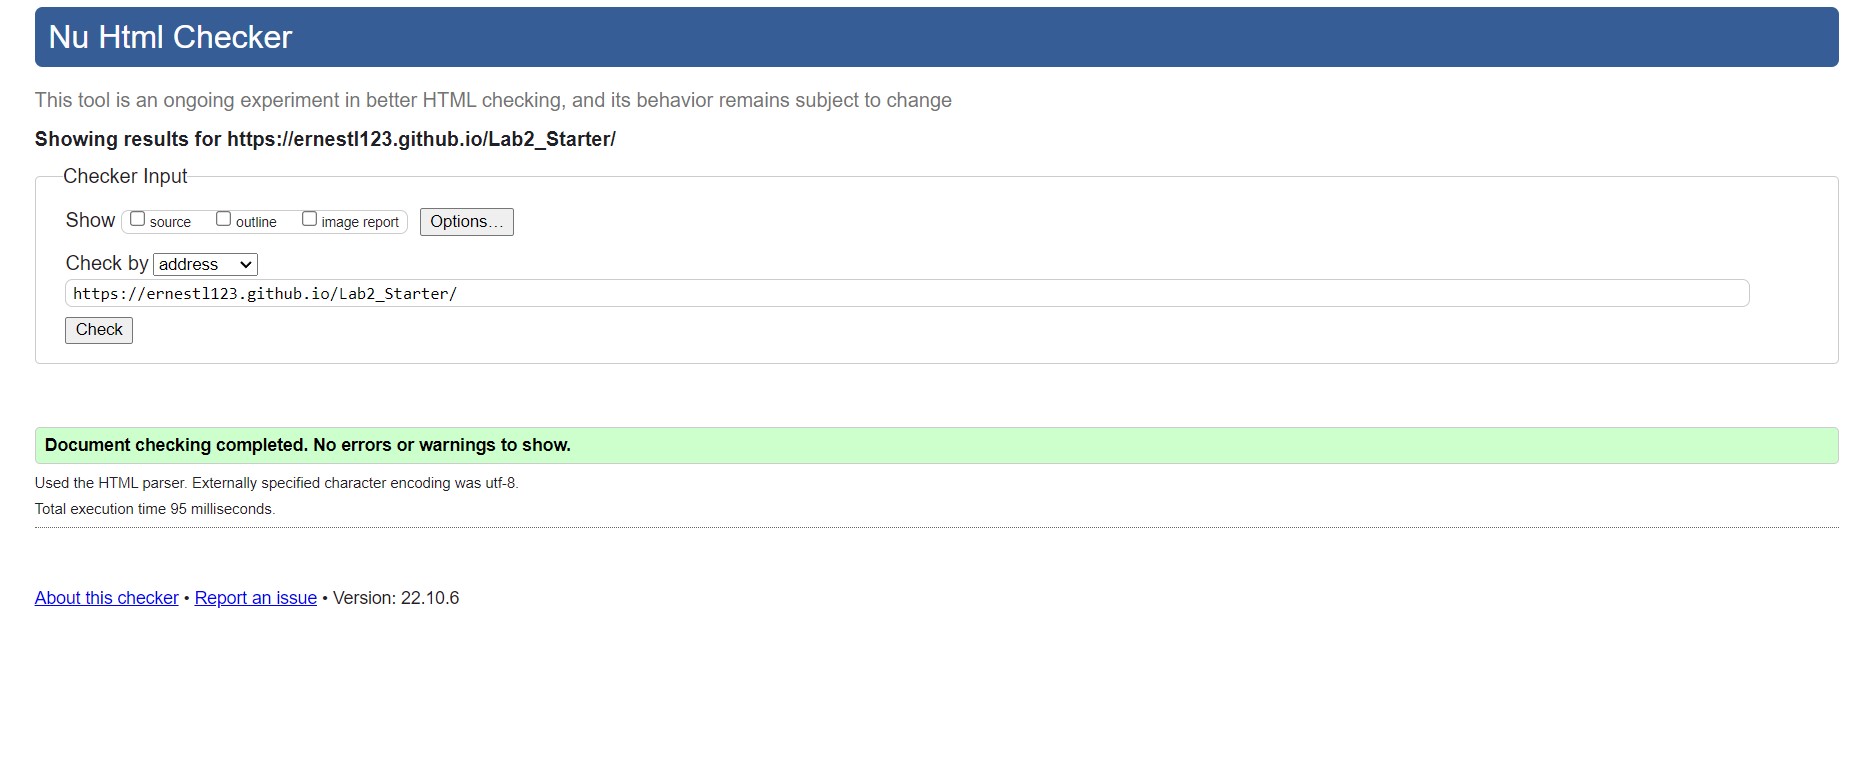 Nu Html Checker
This tool is an ongoing experiment in better HTML checking, and its behavior remains subject to change
Showing results for https://ernestl123.github.io/Lab2_Starter/
Checker Input
Show source outline image report Options…
Check by address
https://ernestl123.github.io/Lab2_Starter/
Check
Document checking completed. No errors or warnings to show.
Used the HTML parser. Externally specified character encoding was utf-8.
Total execution time 95 milliseconds.
About this checker • Report an issue • Version: 22.10.6